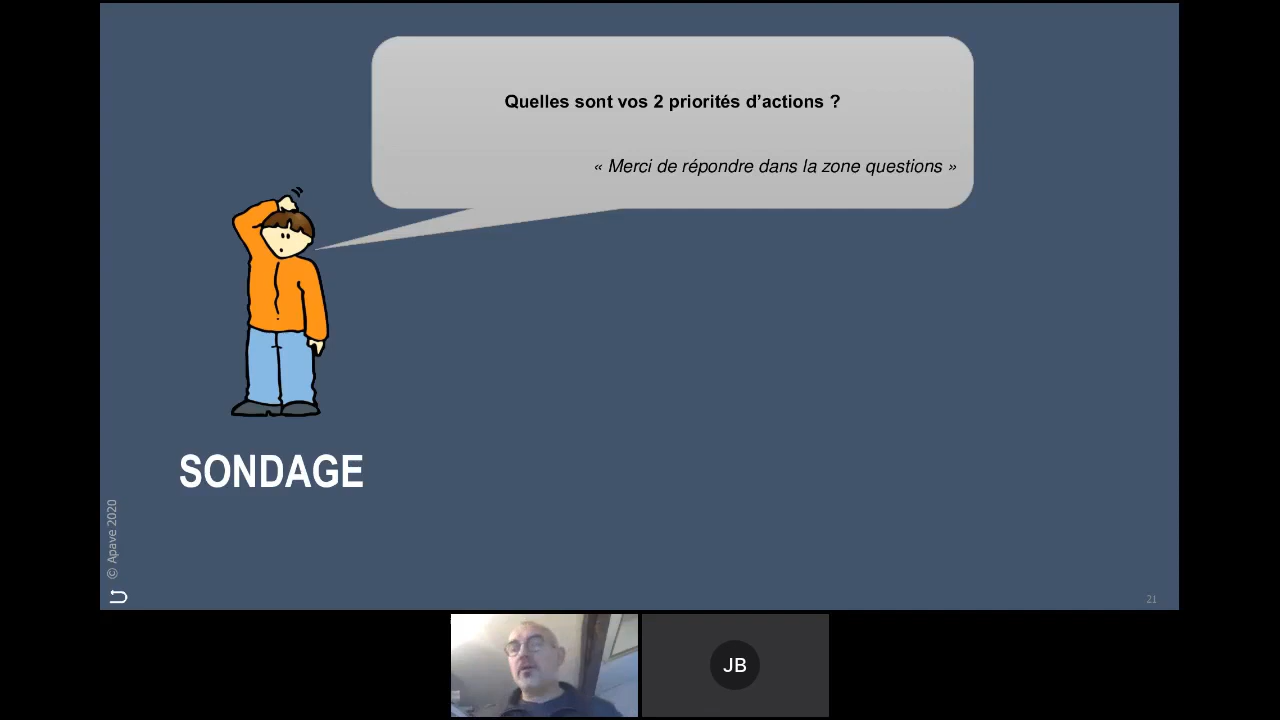 Quelles sont vos 2 priorités d’actions ?
« Merci de répondre dans la zone questions »
SONDAGE
© Apave 2020
21
JB